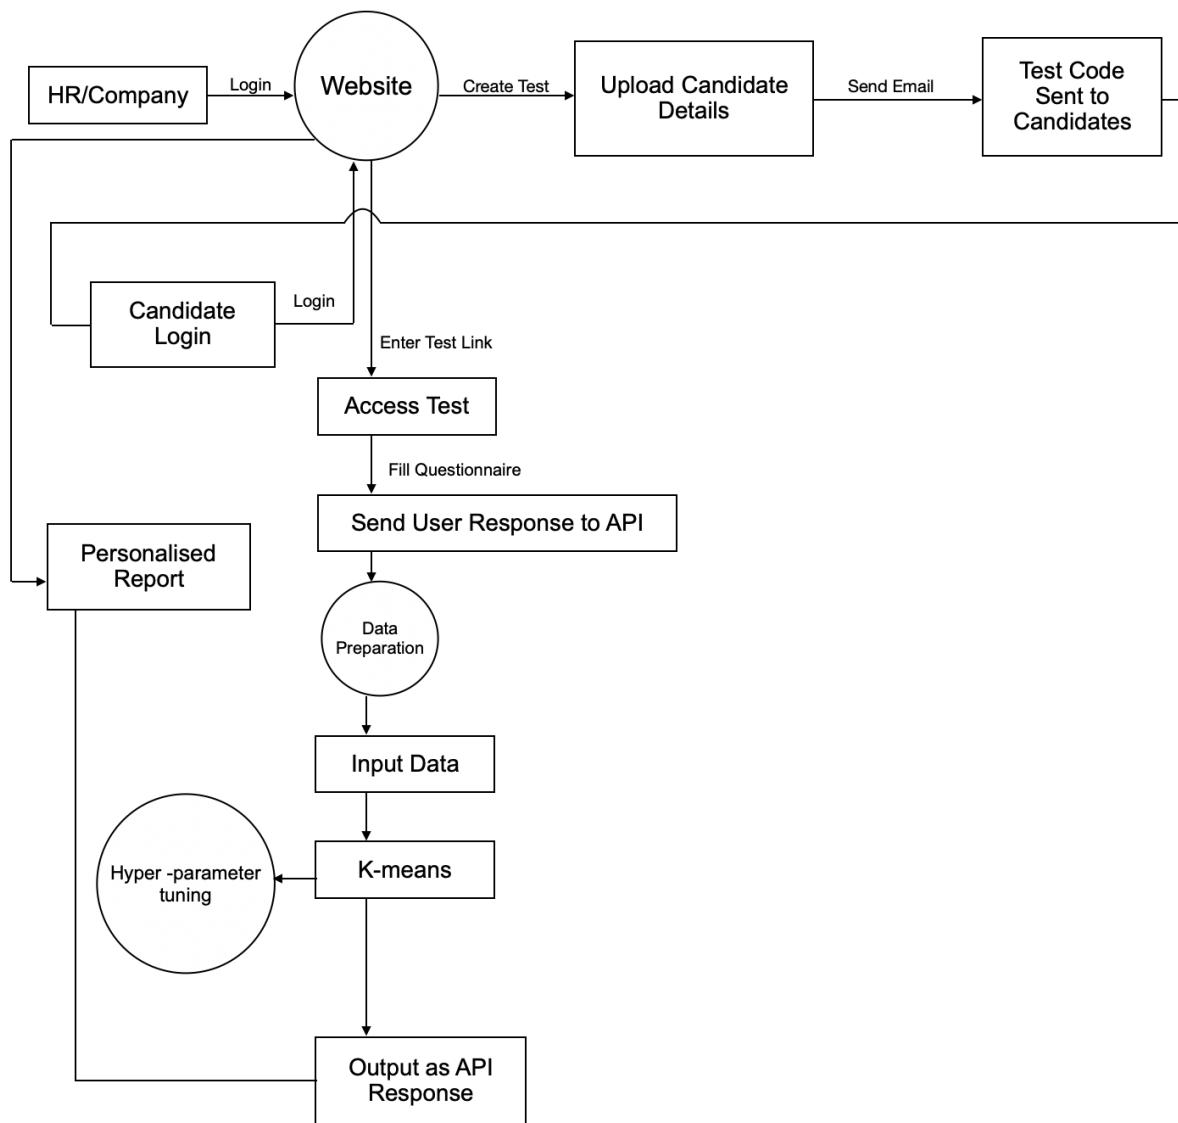 HR/Company
Login
Website
Create Test
Upload Candidate
Details
Send Email
Test Code
Sent to
Candidates
Candidate
Login
Login
Enter Test Link
Access Test
Fill Questionnaire
Send User Response to API
Personalised
Report
Data
Preparation
Input Data
Hyper -parameter
tuning
K-means
Output as API
Response